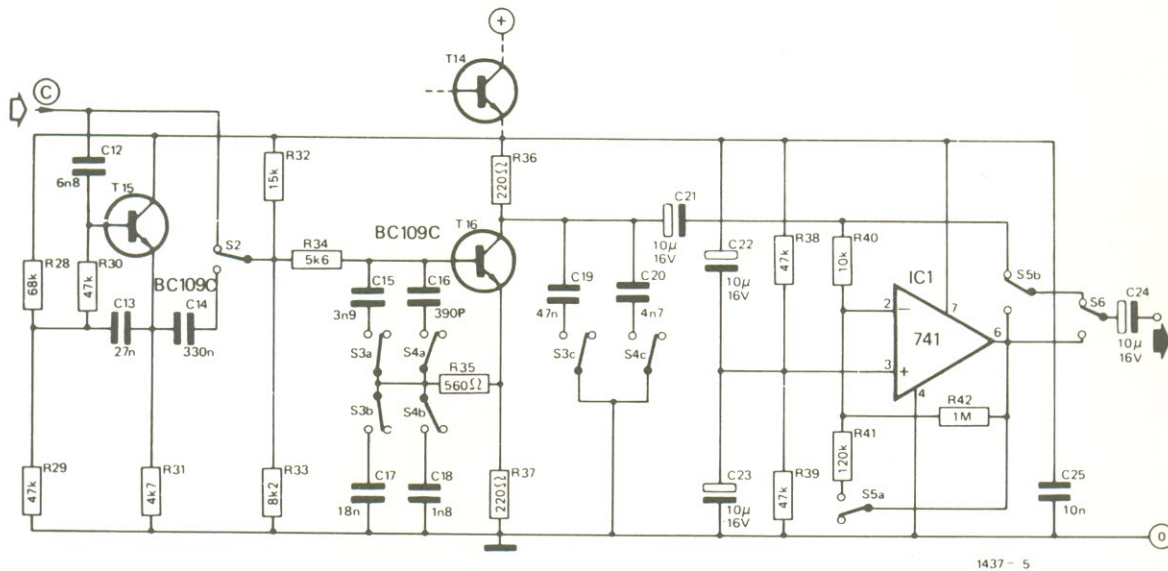 +
T14
C
C12
6n8
T15
R32
15k
R36
220Ω
C21
10µ
16V
BC109C
T16
S2
R34
5k6
R28
68k
R30
47k
BC109C
C13
27n
C14
330n
C15
3n9
C16
390P
C19
47n
C20
4n7
C22
10µ
16V
R38
47k
R40
10k
IC1
741
2
−
3
+
7
6
4
S5b
S6
C24
10µ
16V
S3a
S4a
R35
560Ω
S3b
S4b
S3c
S4c
R42
1M
R41
120k
R29
47k
R31
4k7
R33
8k2
C17
18n
C18
1n8
R37
220Ω
C23
10µ
16V
R39
47k
S5a
C25
10n
0
1437 - 5